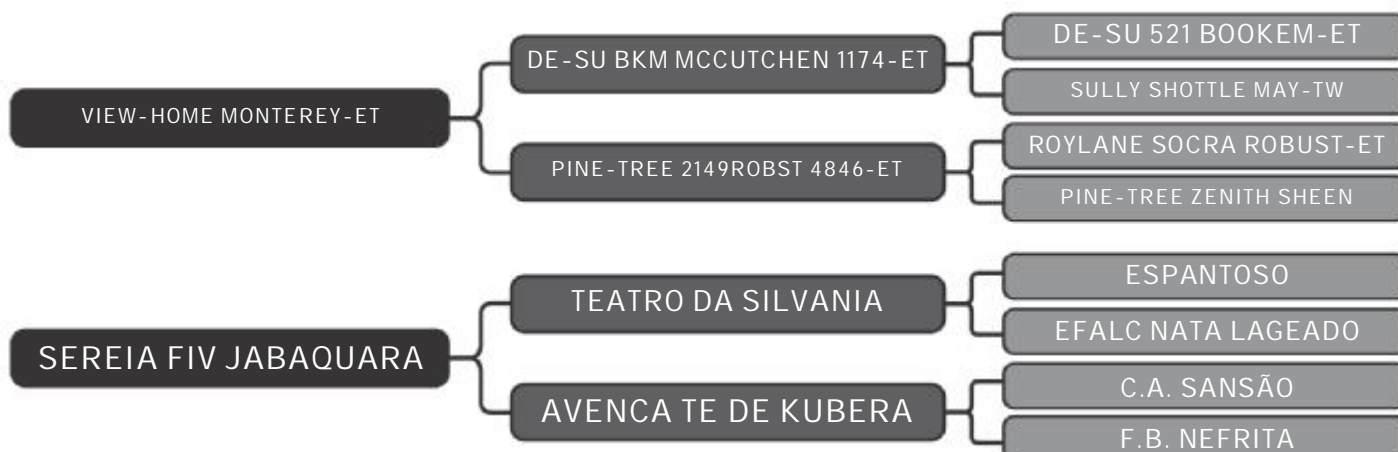 DE-SU 521 BOOKEM-ET
DE-SU BKM MCCUTCHEN 1174-ET
SULLY SHOTTLE MAY-TW
VIEW-HOME MONTEREY-ET
ROYLANE SOCRA ROBUST-ET
PINE-TREE 2149ROBST 4846-ET
PINE-TREE ZENITH SHEEN
ESPANTOSO
TEATRO DA SILVANIA
EFALC NATA LAGEADO
SEREIA FIV JABAQUARA
C.A. SANSÃO
AVENCA TE DE KUBERA
F.B. NEFRITA